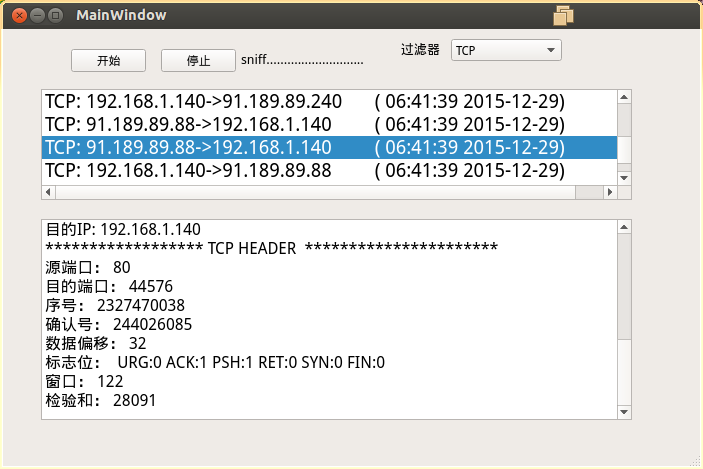 MainWindow
开始 停止 sniff............................ 过滤器 TCP
TCP: 192.168.1.140->91.189.89.240 ( 06:41:39 2015-12-29)
TCP: 91.189.89.88->192.168.1.140 ( 06:41:39 2015-12-29)
TCP: 91.189.89.88->192.168.1.140 ( 06:41:39 2015-12-29)
TCP: 192.168.1.140->91.189.89.88 ( 06:41:39 2015-12-29)
目的IP: 192.168.1.140
****************** TCP HEADER **********************
源端口： 80
目的端口： 44576
序号： 2327470038
确认号： 244026085
数据偏移： 32
标志位： URG:0 ACK:1 PSH:1 RET:0 SYN:0 FIN:0
窗口： 122
检验和： 28091